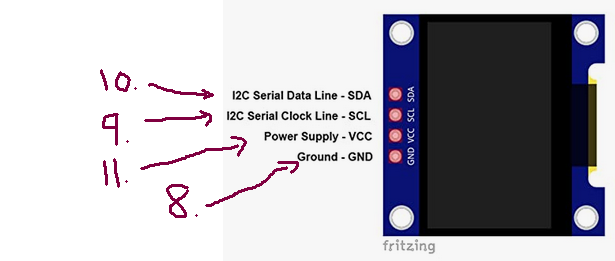 10.
I2C Serial Data Line - SDA
SDA
9.
I2C Serial Clock Line - SCL
SCL
11.
Power Supply - VCC
VCC
8.
Ground - GND
GND
fritzing